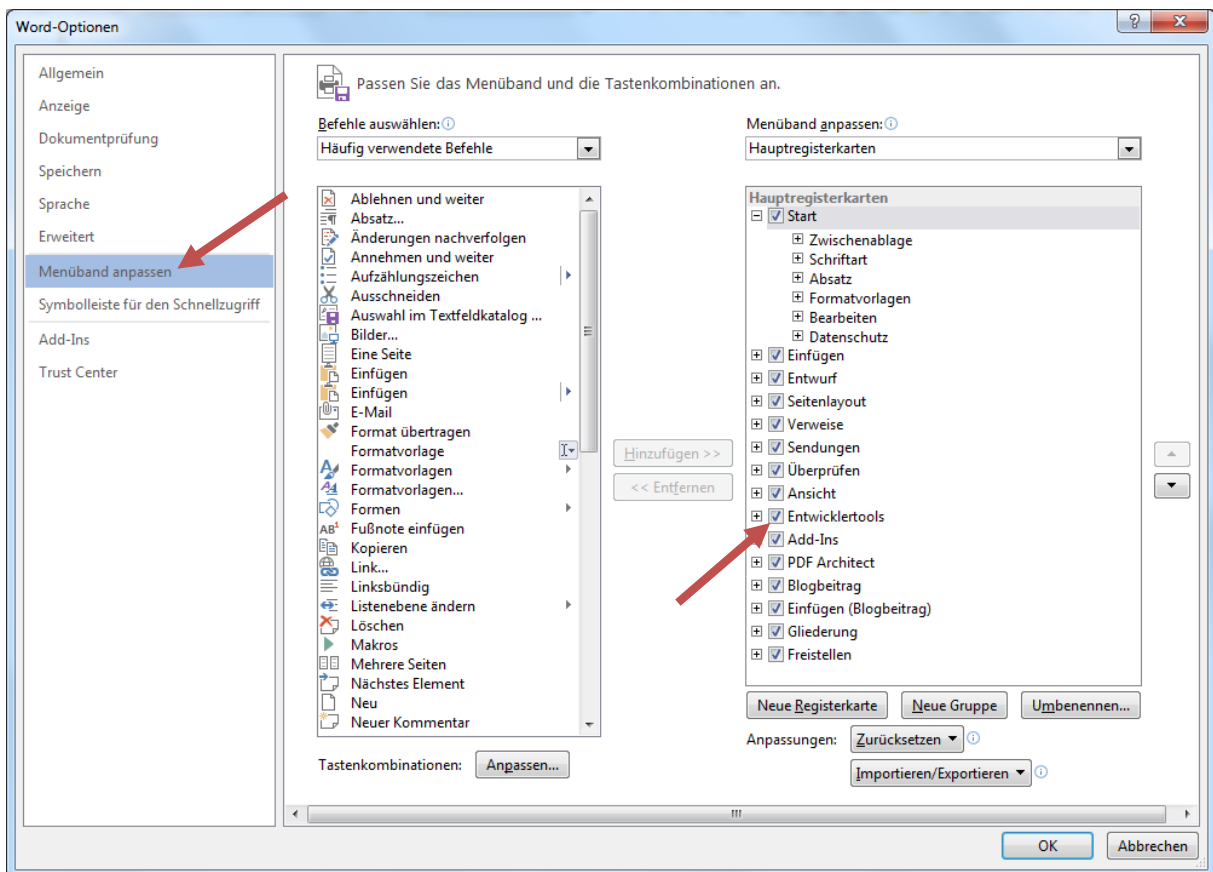 Word-Optionen
Allgemein
Anzeige
Dokumentprüfung
Speichern
Sprache
Erweitert
Menüband anpassen
Symbolleiste für den Schnellzugriff
Add-Ins
Trust Center
Passen Sie das Menüband und die Tastenkombinationen an.
Befehle auswählen:
Häufig verwendete Befehle
Ablehnen und weiter
Absatz...
Änderungen nachverfolgen
Annehmen und weiter
Aufzählungszeichen
Ausschneiden
Auswahl im Textfeldkatalog ...
Bilder...
Eine Seite
Einfügen
Einfügen
E-Mail
Format übertragen
Formatvorlage
Formatvorlagen
Formatvorlagen...
Formen
Fußnote einfügen
Kopieren
Link...
Linksbündig
Listenebene ändern
Löschen
Makros
Mehrere Seiten
Nächstes Element
Neu
Neuer Kommentar
Tastenkombinationen: Anpassen...
Hinzufügen >>
<< Entfernen
Menüband anpassen:
Hauptregisterkarten
Hauptregisterkarten
Start
Zwischenablage
Schriftart
Absatz
Formatvorlagen
Bearbeiten
Datenschutz
Einfügen
Entwurf
Seitenlayout
Verweise
Sendungen
Überprüfen
Ansicht
Entwicklertools
Add-Ins
PDF Architect
Blogbeitrag
Einfügen (Blogbeitrag)
Gliederung
Freistellen
Neue Registerkarte Neue Gruppe Umbenennen...
Anpassungen: Zurücksetzen
Importieren/Exportieren
OK Abbrechen